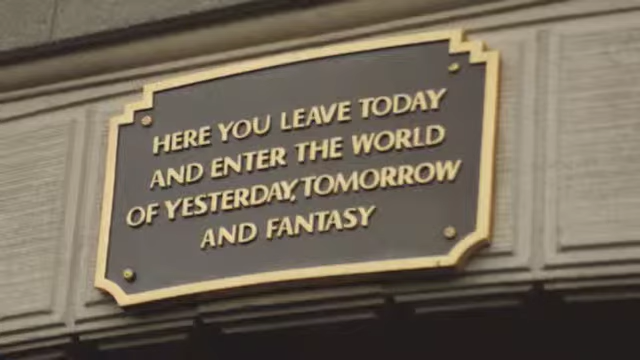 HERE YOU LEAVE TODAY
AND ENTER THE WORLD
OF YESTERDAY, TOMORROW
AND FANTASY